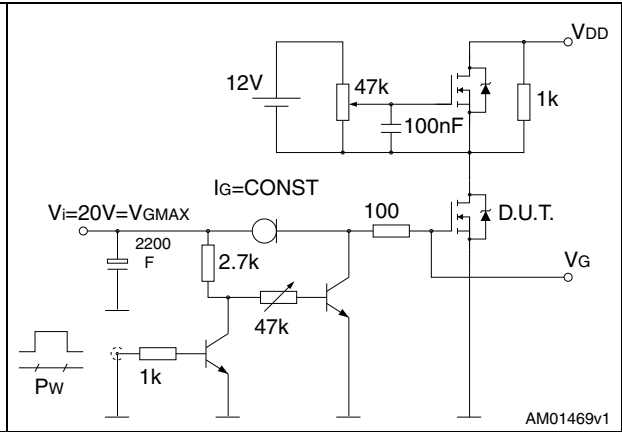 VDD
12V
47k
1k
100nF
IG=CONST
Vi=20V=VGMAX
100
D.U.T.
2200
F
2.7k
VG
47k
1k
PW
AM01469v1